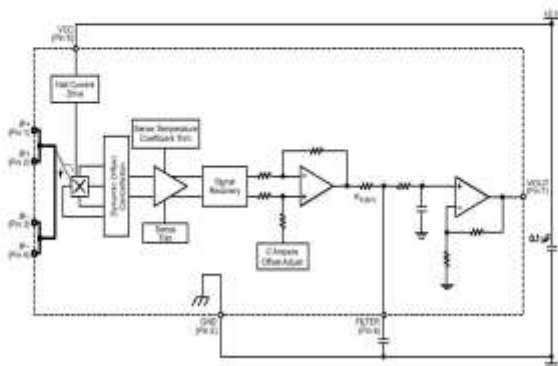 VCC
(Pin 8)
Hall Current
Drive
IP+
(Pin 1)
IP+
(Pin 2)
IP-
(Pin 3)
IP-
(Pin 4)
Dynamic Offset
Cancellation
Sense Temperature
Coefficient Trim
Sense
Trim
Signal
Recovery
0 Ampere
Offset Adjust
VIOUT
(Pin 7)
0.1 µF
GND
(Pin 5)
FILTER
(Pin 6)